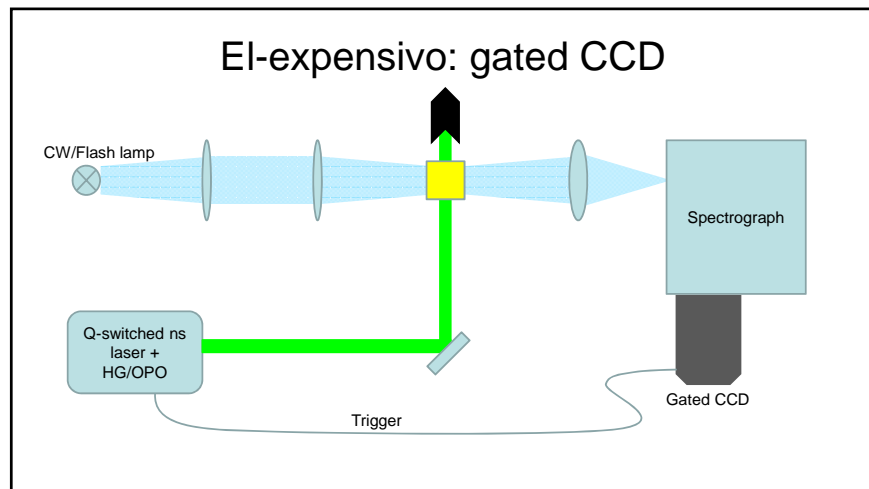 El-expensivo: gated CCD
CW/Flash lamp
Spectrograph
Q-switched ns
laser +
HG/OPO
Trigger
Gated CCD